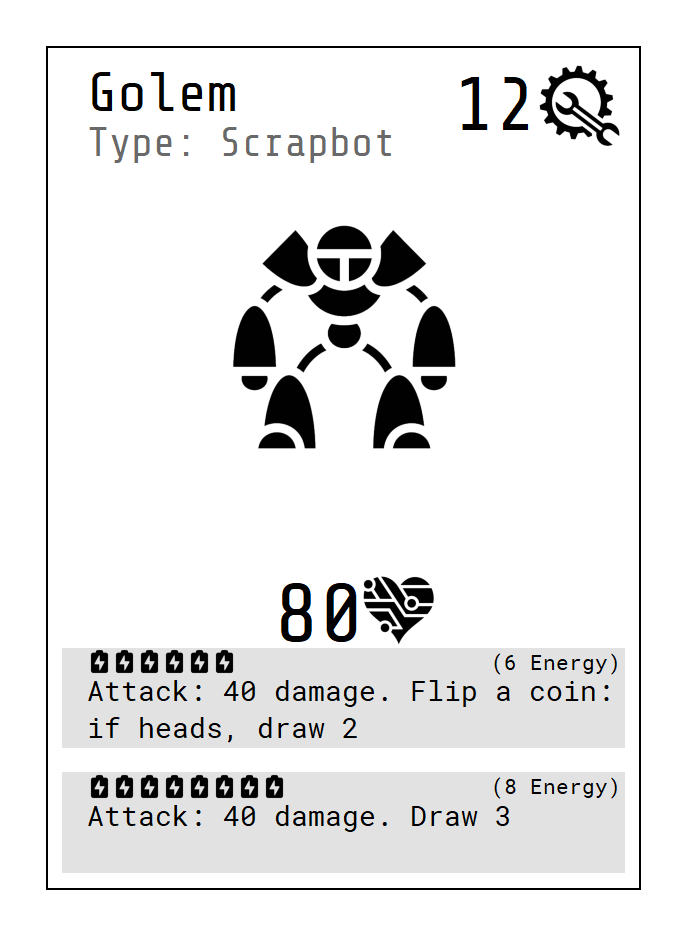 Golem
12
Type: Scrapbot
80
(6 Energy)
Attack: 40 damage. Flip a coin:
if heads, draw 2
(8 Energy)
Attack: 40 damage. Draw 3